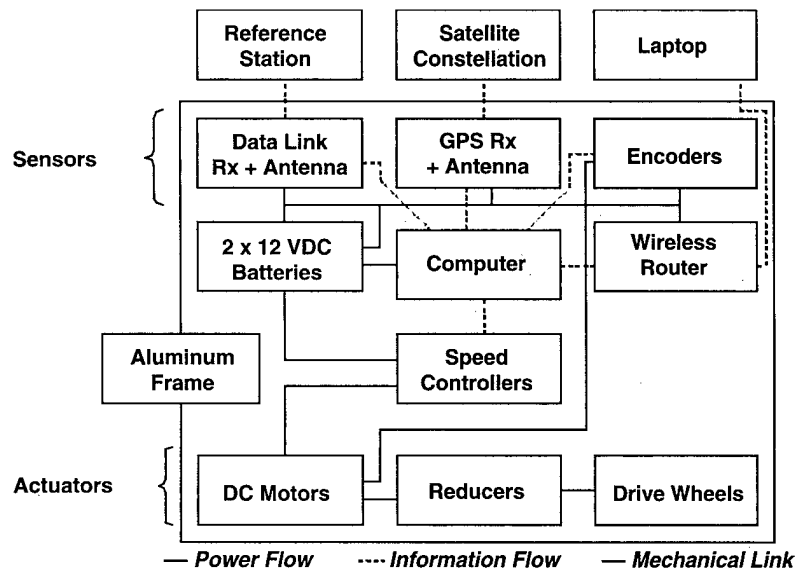 Reference
Station
Satellite
Constellation
Laptop
Sensors
Data Link
Rx + Antenna
GPS Rx
+ Antenna
Encoders
2 x 12 VDC
Batteries
Computer
Wireless
Router
Aluminum
Frame
Speed
Controllers
Actuators
DC Motors
Reducers
Drive Wheels
Power Flow
Information Flow
Mechanical Link